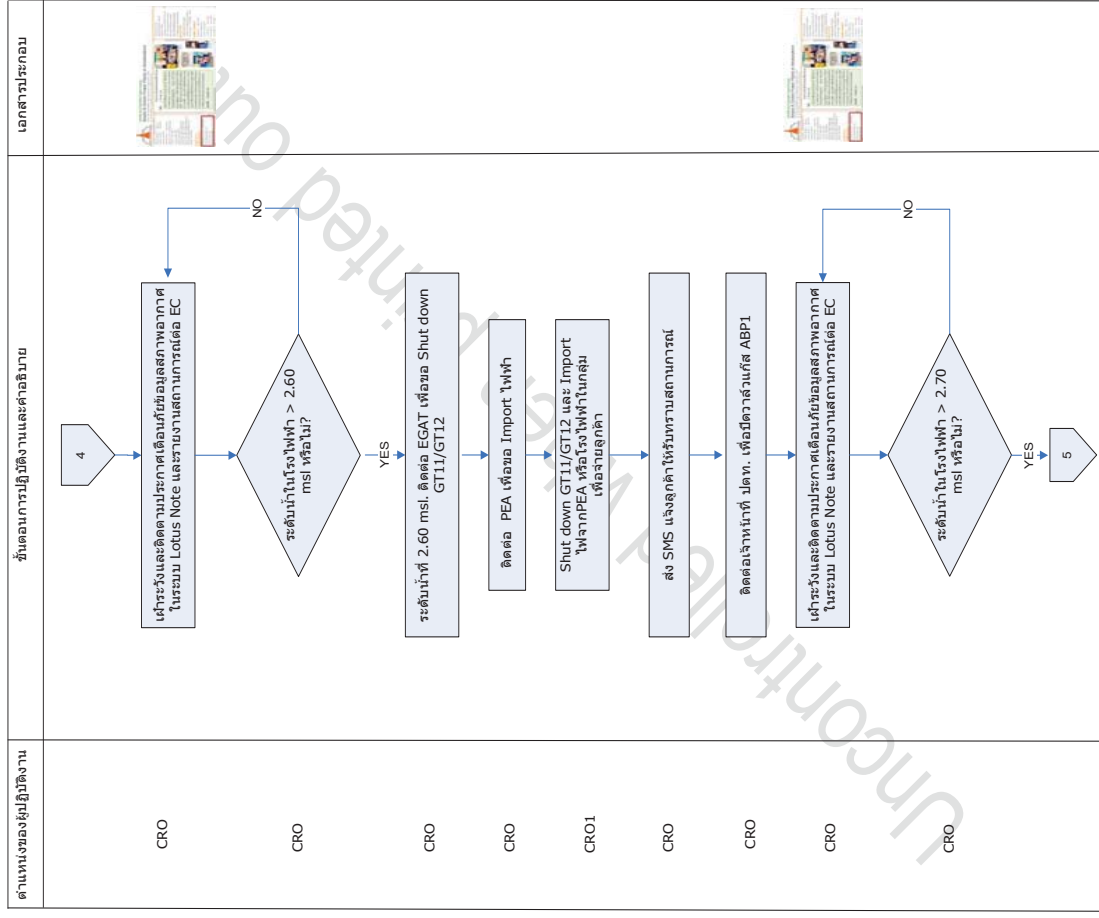 ตำแหน่งของผู้ปฏิบัติงาน
ขั้นตอนการปฏิบัติงานและคำอธิบาย
เอกสารประกอบ
4
CRO
เฝ้าระวังและติดตามประกาศเตือนภัยข้อมูลสภาพอากาศ
ในระบบ Lotus Note และรายงานสถานการณ์ต่อ EC
CRO
ระดับน้ำในโรงไฟฟ้า > 2.60
msl หรือไม่?
NO
YES
CRO
ระดับน้ำที่ 2.60 msl. ติดต่อ EGAT เพื่อขอ Shut down
GT11/GT12
CRO
ติดต่อ PEA เพื่อขอ Import ไฟฟ้า
CRO1
Shut down GT11/GT12 และ Import
ไฟจากPEA หรือโรงไฟฟ้าในกลุ่ม
เพื่อจ่ายลูกค้า
CRO
ส่ง SMS แจ้งลูกค้าให้รับทราบสถานการณ์
CRO
ติดต่อเจ้าหน้าที่ ปตท. เพื่อปิดวาล์วแก๊ส ABP1
CRO
เฝ้าระวังและติดตามประกาศเตือนภัยข้อมูลสภาพอากาศ
ในระบบ Lotus Note และรายงานสถานการณ์ต่อ EC
CRO
ระดับน้ำในโรงไฟฟ้า > 2.70
msl หรือไม่?
NO
YES
5
Uncontrolled when printed out